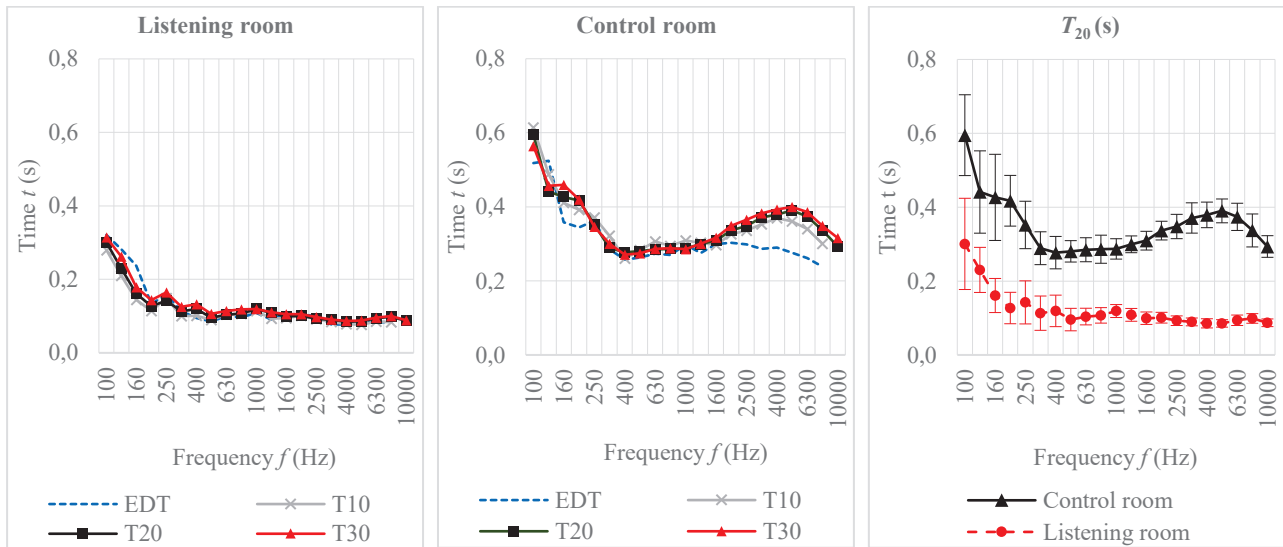 Listening room
0,8
0,6
0,4
0,2
0,0
Time t (s)
100
160
250
400
630
1000
1600
2500
4000
6300
10000
Frequency f (Hz)
EDT
T10
T20
T30
Control room
0,8
0,6
0,4
0,2
0,0
Time t (s)
100
160
250
400
630
1000
1600
2500
4000
6300
10000
Frequency f (Hz)
EDT
T10
T20
T30
T20 (s)
0,8
0,6
0,4
0,2
0,0
Time t (s)
100
160
250
400
630
1000
1600
2500
4000
6300
10000
Frequency f (Hz)
Control room
Listening room